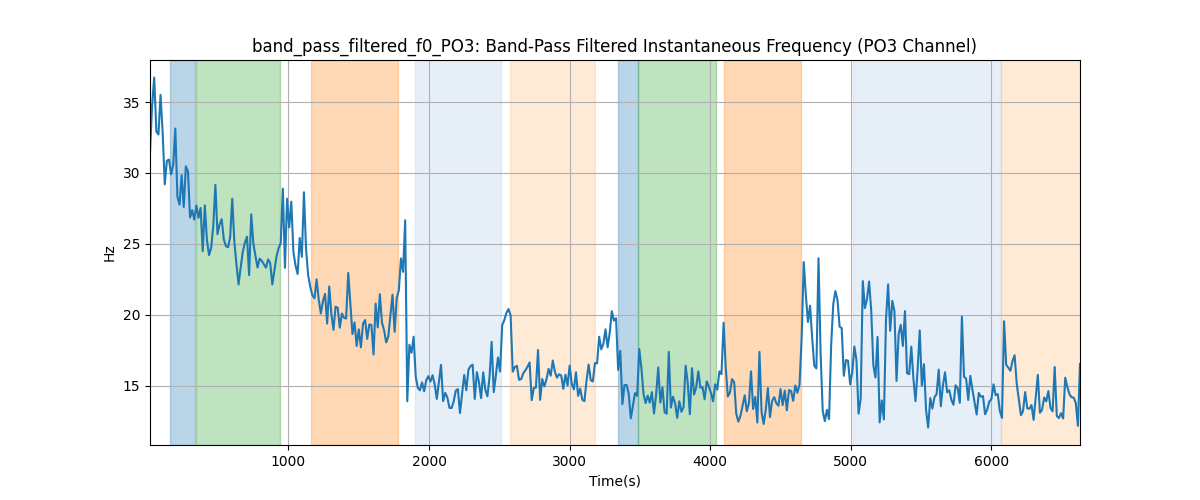 band_pass_filtered_f0_PO3: Band-Pass Filtered Instantaneous Frequency (PO3 Channel)
35
30
25
20
15
Hz
1000 2000 3000 4000 5000 6000
Time(s)